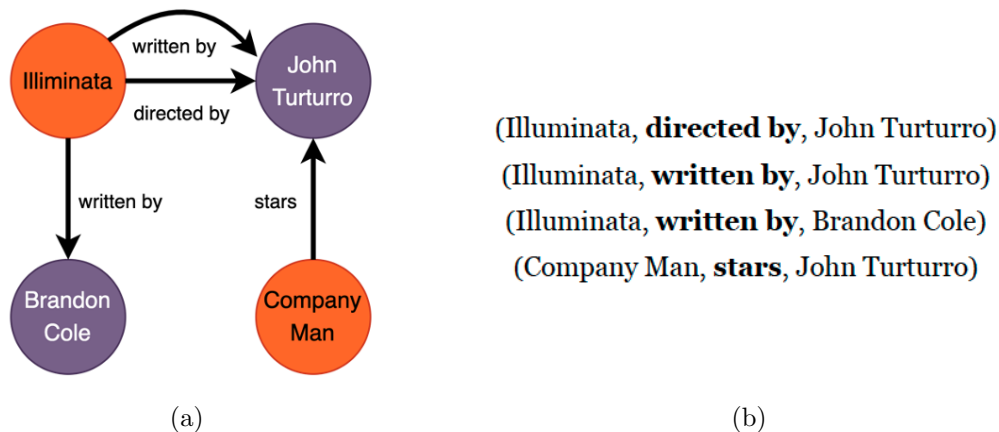 written by
Illiminata
John
Turturro
directed by
written by
stars
Brandon
Cole
Company
Man
(a)
(Illuminata, directed by, John Turturro)
(Illuminata, written by, John Turturro)
(Illuminata, written by, Brandon Cole)
(Company Man, stars, John Turturro)
(b)